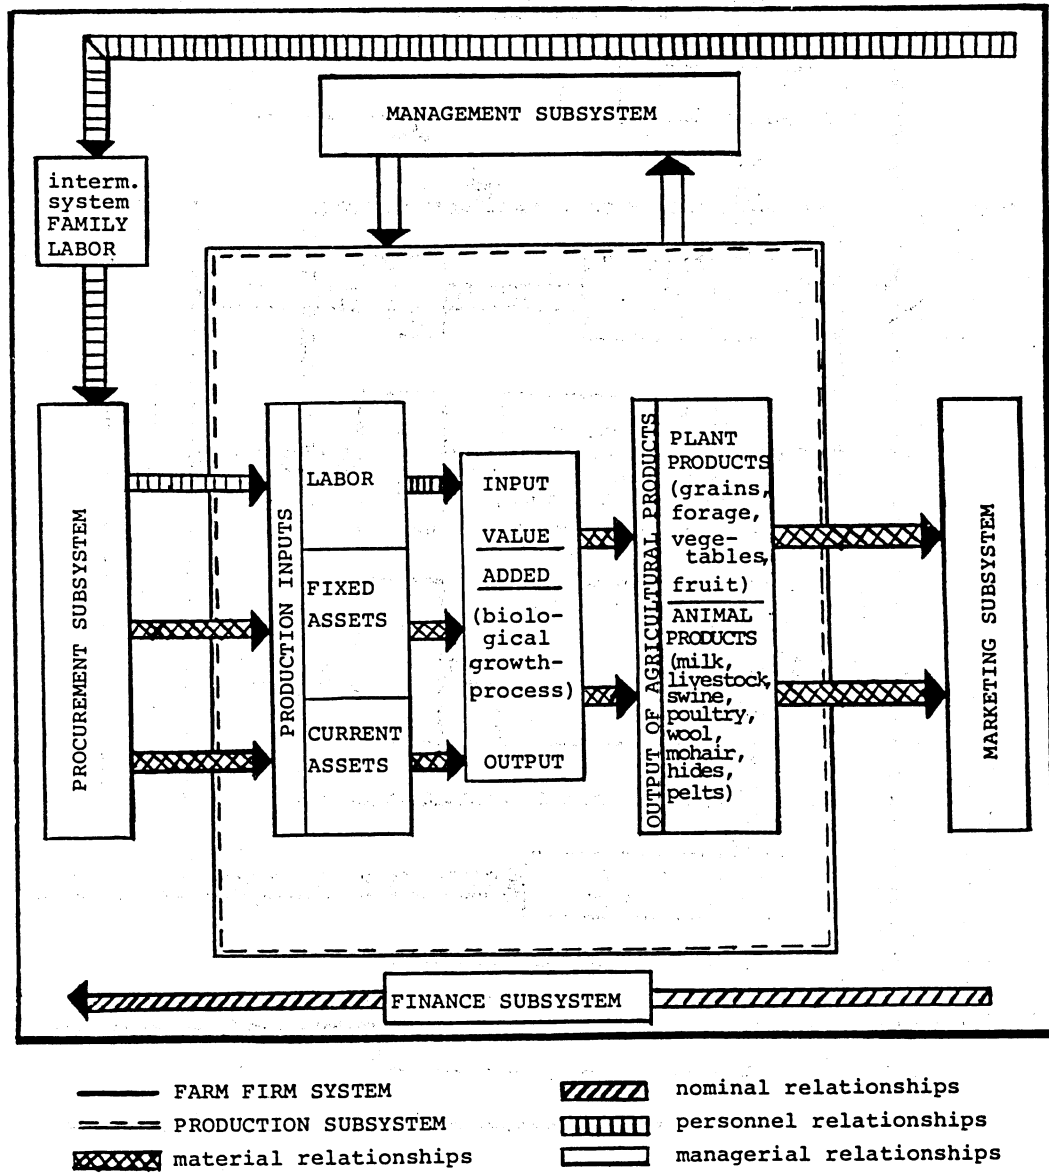 MANAGEMENT SUBSYSTEM
interm.
system
FAMILY
LABOR
PROCUREMENT SUBSYSTEM
PRODUCTION INPUTS
LABOR
FIXED
ASSETS
CURRENT
ASSETS
INPUT
VALUE
ADDED
(biolo-
gical
growth-
process)
OUTPUT
OUTPUT OF AGRICULTURAL PRODUCTS
PLANT
PRODUCTS
(grains,
forage,
vege-
tables,
fruit)
ANIMAL
PRODUCTS
(milk,
livestock,
swine,
poultry,
wool,
mohair,
hides,
pelts)
MARKETING SUBSYSTEM
FINANCE SUBSYSTEM
FARM FIRM SYSTEM
PRODUCTION SUBSYSTEM
material relationships
nominal relationships
personnel relationships
managerial relationships